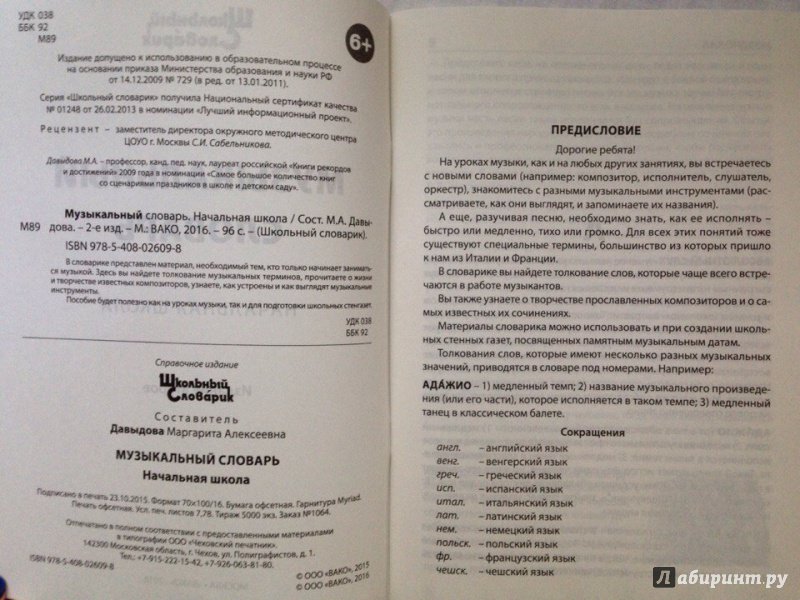 УДК 038
ББК 92
М89
Школьный
Словарик
6+
Издание допущено к использованию в образовательном процессе
на основании приказа Министерства образования и науки РФ
от 14.12.2009 № 729 (в ред. от 13.01.2011).
Серия «Школьный словарик» получила Национальный сертификат качества
№ 01248 от 26.02.2013 в номинации «Лучший информационный проект».
Рецензент – заместитель директора окружного методического центра
ЦОУО г. Москвы С.И. Сабельникова.
Давыдова М.А. – профессор, канд. пед. наук, лауреат российской «Книги рекордов
и достижений» 2009 года в номинации «Самое большое количество книг
со сценариями праздников в школе и детском саду».
Музыкальный словарь. Начальная школа / Сост. М.А. Давы-
М89 дова. – 2-е изд. – М.: ВАКО, 2016. – 96 с. – (Школьный словарик).
ISBN 978-5-408-02609-8
В словарике представлен материал, необходимый тем, кто только начинает занимать-
ся музыкой. Здесь вы найдете толкование музыкальных терминов, прочитаете о жизни
и творчестве известных композиторов, узнаете, как устроены и как выглядят музыкальные
инструменты.
Пособие будет полезно как на уроках музыки, так и для подготовки школьных стенгазет.
УДК 038
ББК 92
Справочное издание
Школьный
Словарик
Составитель
Давыдова Маргарита Алексеевна
МУЗЫКАЛЬНЫЙ СЛОВАРЬ
Начальная школа
Подписано в печать 23.10.2015. Формат 70х100/16. Бумага офсетная. Гарнитура Myriad.
Печать офсетная. Усл. печ. листов 7,78. Тираж 5000 экз. Заказ №1064.
Отпечатано в полном соответствии с предоставленными материалами
в типографии ООО «Чеховский печатник».
142300 Московская область, г. Чехов, ул. Полиграфистов, д. 1.
Тел.: +7-915-222-15-42, +7-926-063-81-80.
ISBN 978-5-408-02609-8
© ООО «ВАКО», 2015
© ООО «ВАКО», 2016
ПРЕДИСЛОВИЕ
Дорогие ребята!
На уроках музыки, как и на любых других занятиях, вы встречаетесь
с новыми словами (например: композитор, исполнитель, слушатель,
оркестр), знакомитесь с разными музыкальными инструментами (рас-
сматриваете, как они выглядят, и запоминаете их названия).
А еще, разучивая песню, необходимо знать, как ее исполнять –
быстро или медленно, тихо или громко. Для всех этих понятий тоже
существуют специальные термины, большинство из которых пришло
к нам из Италии и Франции.
В словарике вы найдете толкование слов, которые чаще всего встре-
чаются в работе музыкантов.
Вы также узнаете о творчестве прославленных композиторов и о са-
мых известных их сочинениях.
Материалы словарика можно использовать и при создании школь-
ных стенных газет, посвященных памятным музыкальным датам.
Толкования слов, которые имеют несколько разных музыкальных
значений, приводятся в словаре под номерами. Например:
АДА́ЖИО – 1) медленный темп; 2) название музыкального произведе-
ния (или его части), которое исполняется в таком темпе; 3) медленный
танец в классическом балете.
Сокращения
англ. – английский язык
венг. – венгерский язык
греч. – греческий язык
исп. – испанский язык
итал. – итальянский язык
лат. – латинский язык
нем. – немецкий язык
польск. – польский язык
фр. – французский язык
чешск. – чешский язык
Лабиринт.ру